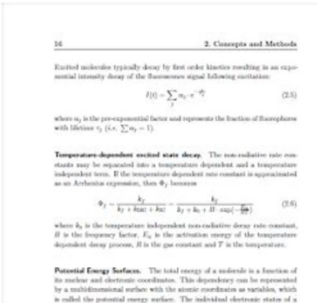 16 2. Concepts and Methods
Excited molecules typically decay by first order kinetics resulting in an expo-
nential intensity decay of the fluorescence signal following excitation:
(2.5)
where αj is the pre-exponential factor and represents the fraction of fluorophores
with lifetime τj (i.e. ∑αj = 1).
Temperature-dependent excited state decay. The non-radiative rate con-
stants may be separated into a temperature dependent and a temperature
independent term. If the temperature dependent rate constant is approximated
as an Arrhenius expression, then Φf becomes
(2.6)
where k₀ is the temperature independent non-radiative decay rate constant,
B is the frequency factor, Ea is the activation energy of the temperature
dependent decay process, R is the gas constant and T is the temperature.
Potential Energy Surfaces. The total energy of a molecule is a function of
its nuclear and electronic coordinates. This dependency can be represented
by a multidimensional surface with the atomic coordinates as variables, which
is called the potential energy surface. The individual electronic states of a